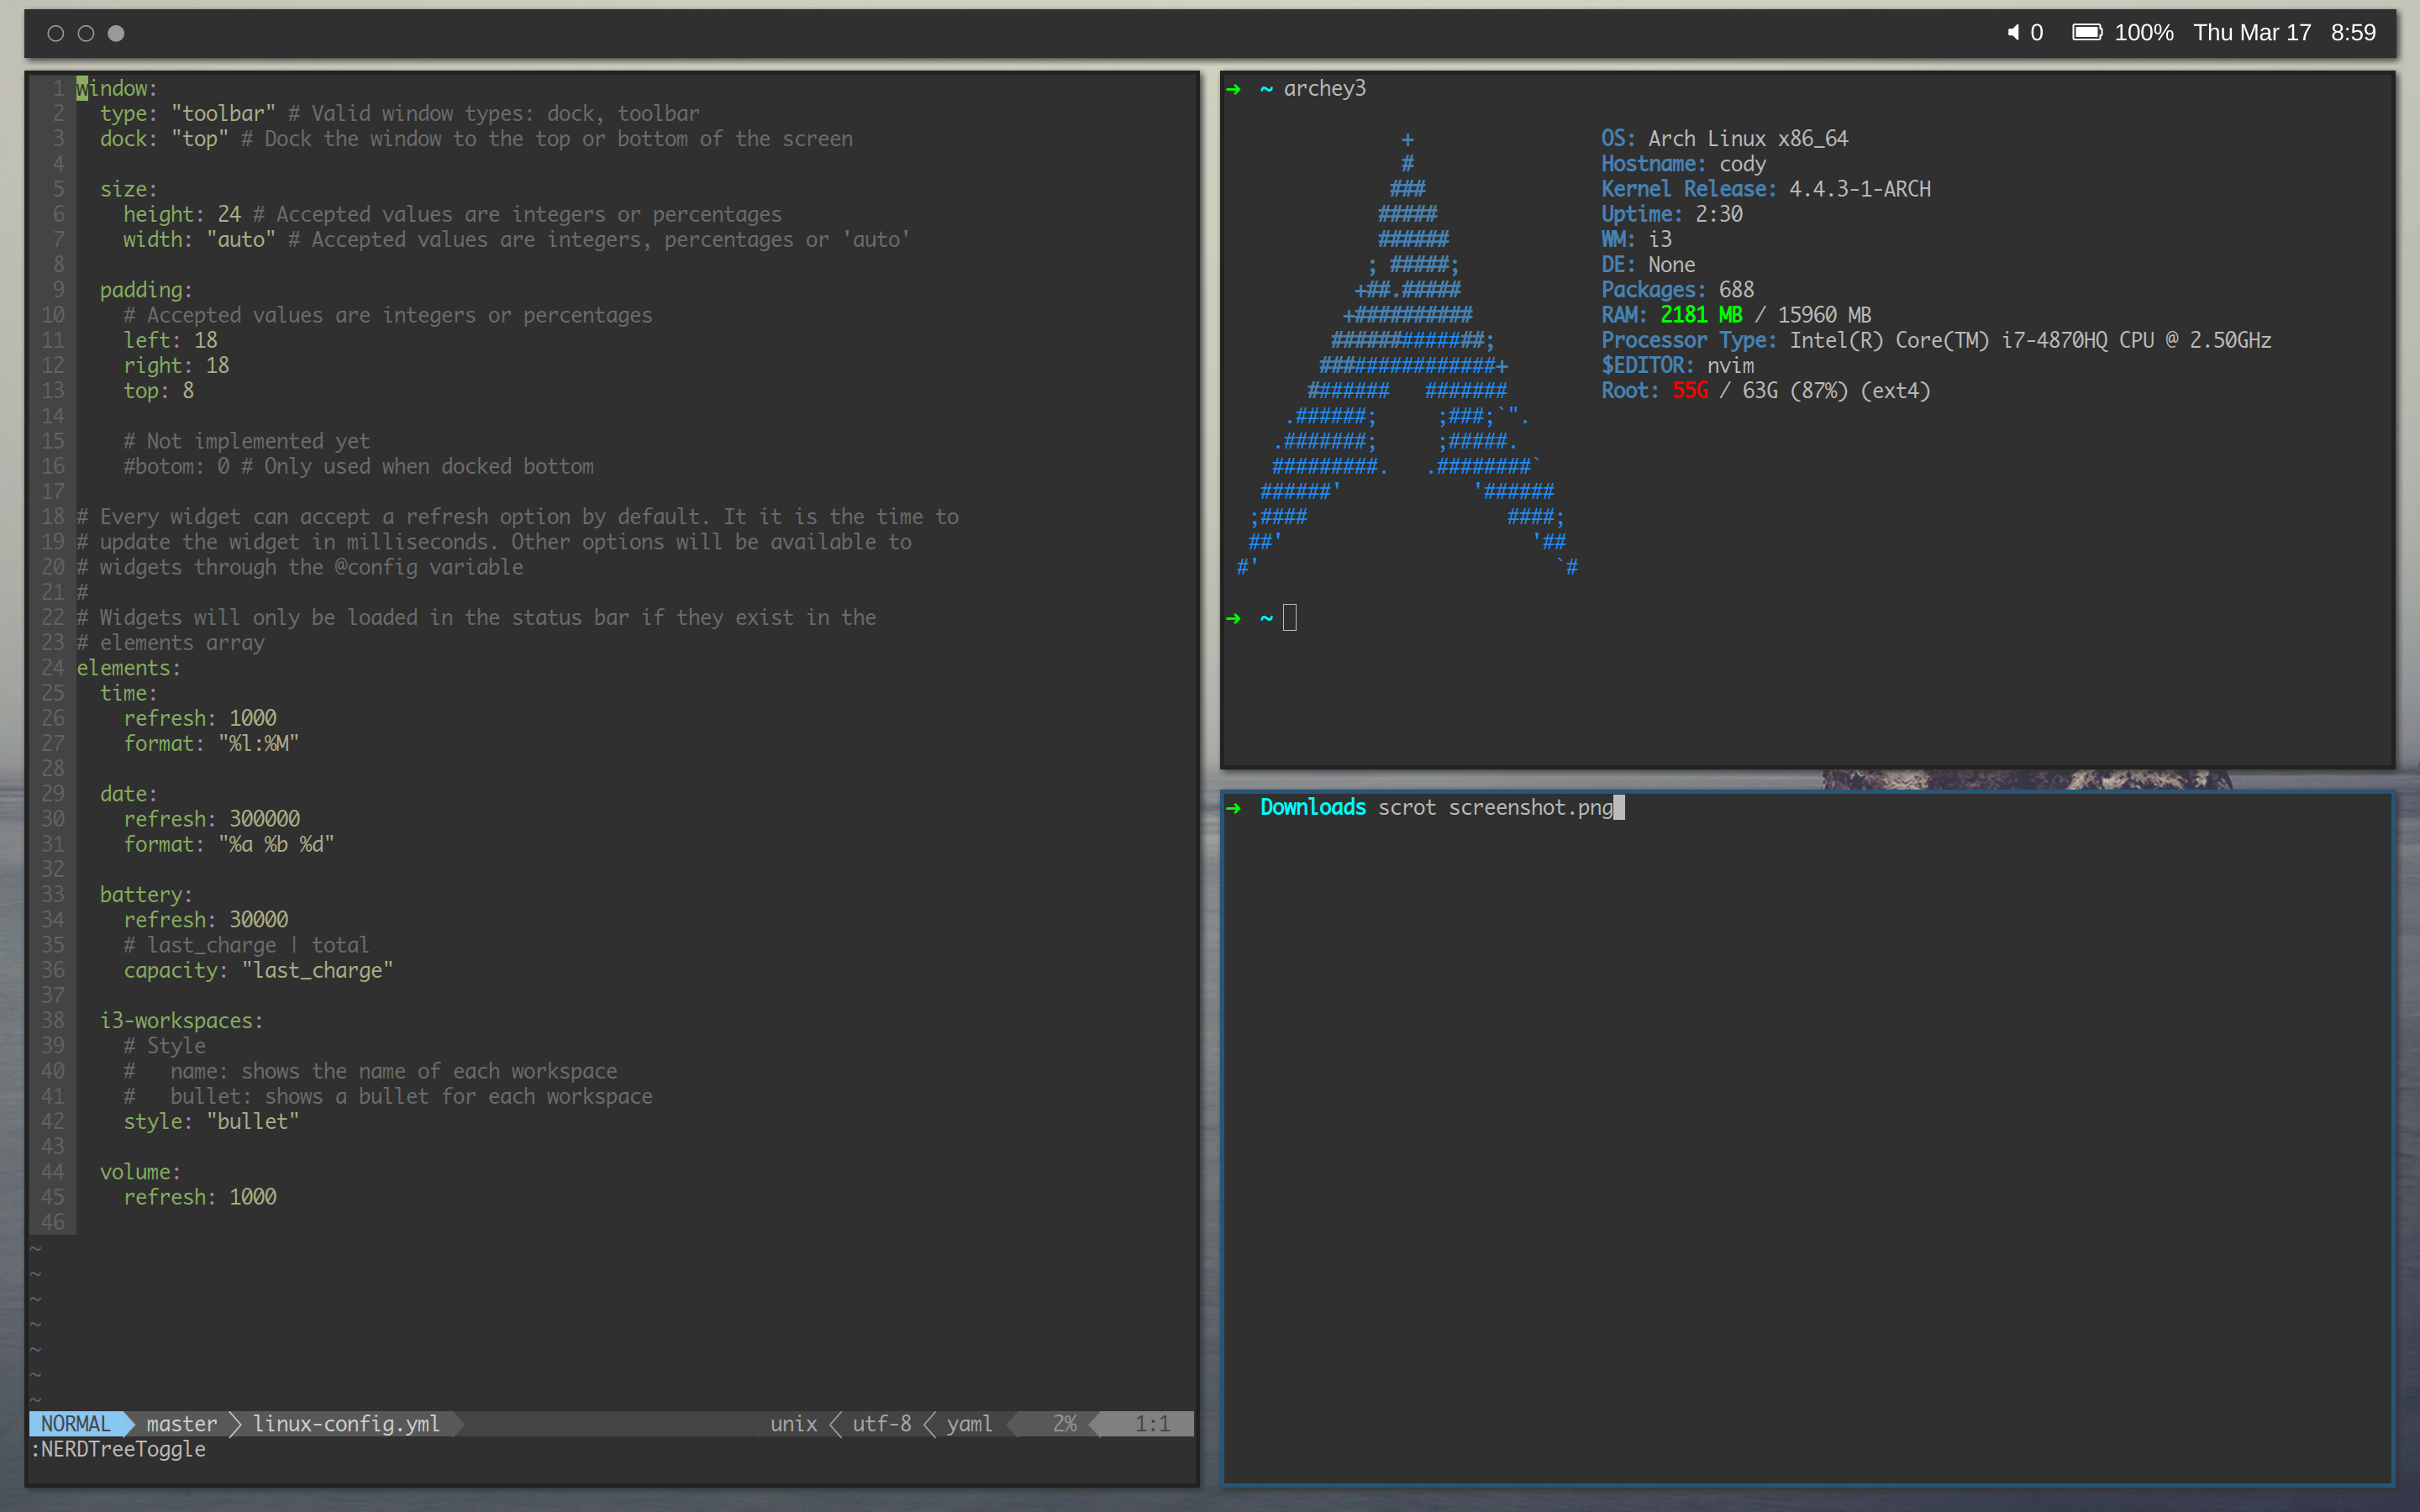 0 100% Thu Mar 17 8:59
1 window:
2   type: "toolbar" # Valid window types: dock, toolbar
3   dock: "top" # Dock the window to the top or bottom of the screen
4
5   size:
6     height: 24 # Accepted values are integers or percentages
7     width: "auto" # Accepted values are integers, percentages or 'auto'
8
9   padding:
10     # Accepted values are integers or percentages
11     left: 18
12     right: 18
13     top: 8
14
15     # Not implemented yet
16     #botom: 0 # Only used when docked bottom
17
18 # Every widget can accept a refresh option by default. It it is the time to
19 # update the widget in milliseconds. Other options will be available to
20 # widgets through the @config variable
21 #
22 # Widgets will only be loaded in the status bar if they exist in the
23 # elements array
24 elements:
25   time:
26     refresh: 1000
27     format: "%l:%M"
28
29   date:
30     refresh: 300000
31     format: "%a %b %d"
32
33   battery:
34     refresh: 30000
35     # last_charge | total
36     capacity: "last_charge"
37
38   i3-workspaces:
39     # Style
40     #   name: shows the name of each workspace
41     #   bullet: shows a bullet for each workspace
42     style: "bullet"
43
44   volume:
45     refresh: 1000
46
~
~
~
~
~
~
~
NORMAL master linux-config.yml unix utf-8 yaml 2% 1:1
:NERDTreeToggle
➜ ~ archey3
              +                OS: Arch Linux x86_64
              #                Hostname: cody
             ###               Kernel Release: 4.4.3-1-ARCH
            #####              Uptime: 2:30
            ######             WM: i3
           ; #####;            DE: None
          +##.#####            Packages: 688
         +##########           RAM: 2181 MB / 15960 MB
        #############;         Processor Type: Intel(R) Core(TM) i7-4870HQ CPU @ 2.50GHz
       ###############+        $EDITOR: nvim
      #######   #######        Root: 55G / 63G (87%) (ext4)
    .######;     ;###;`".
   .#######;     ;#####.
   #########.   .########`
  ######'           '######
 ;####                 ####;
 ##'                     '##
#'                         `#
➜ ~
➜ Downloads scrot screenshot.png